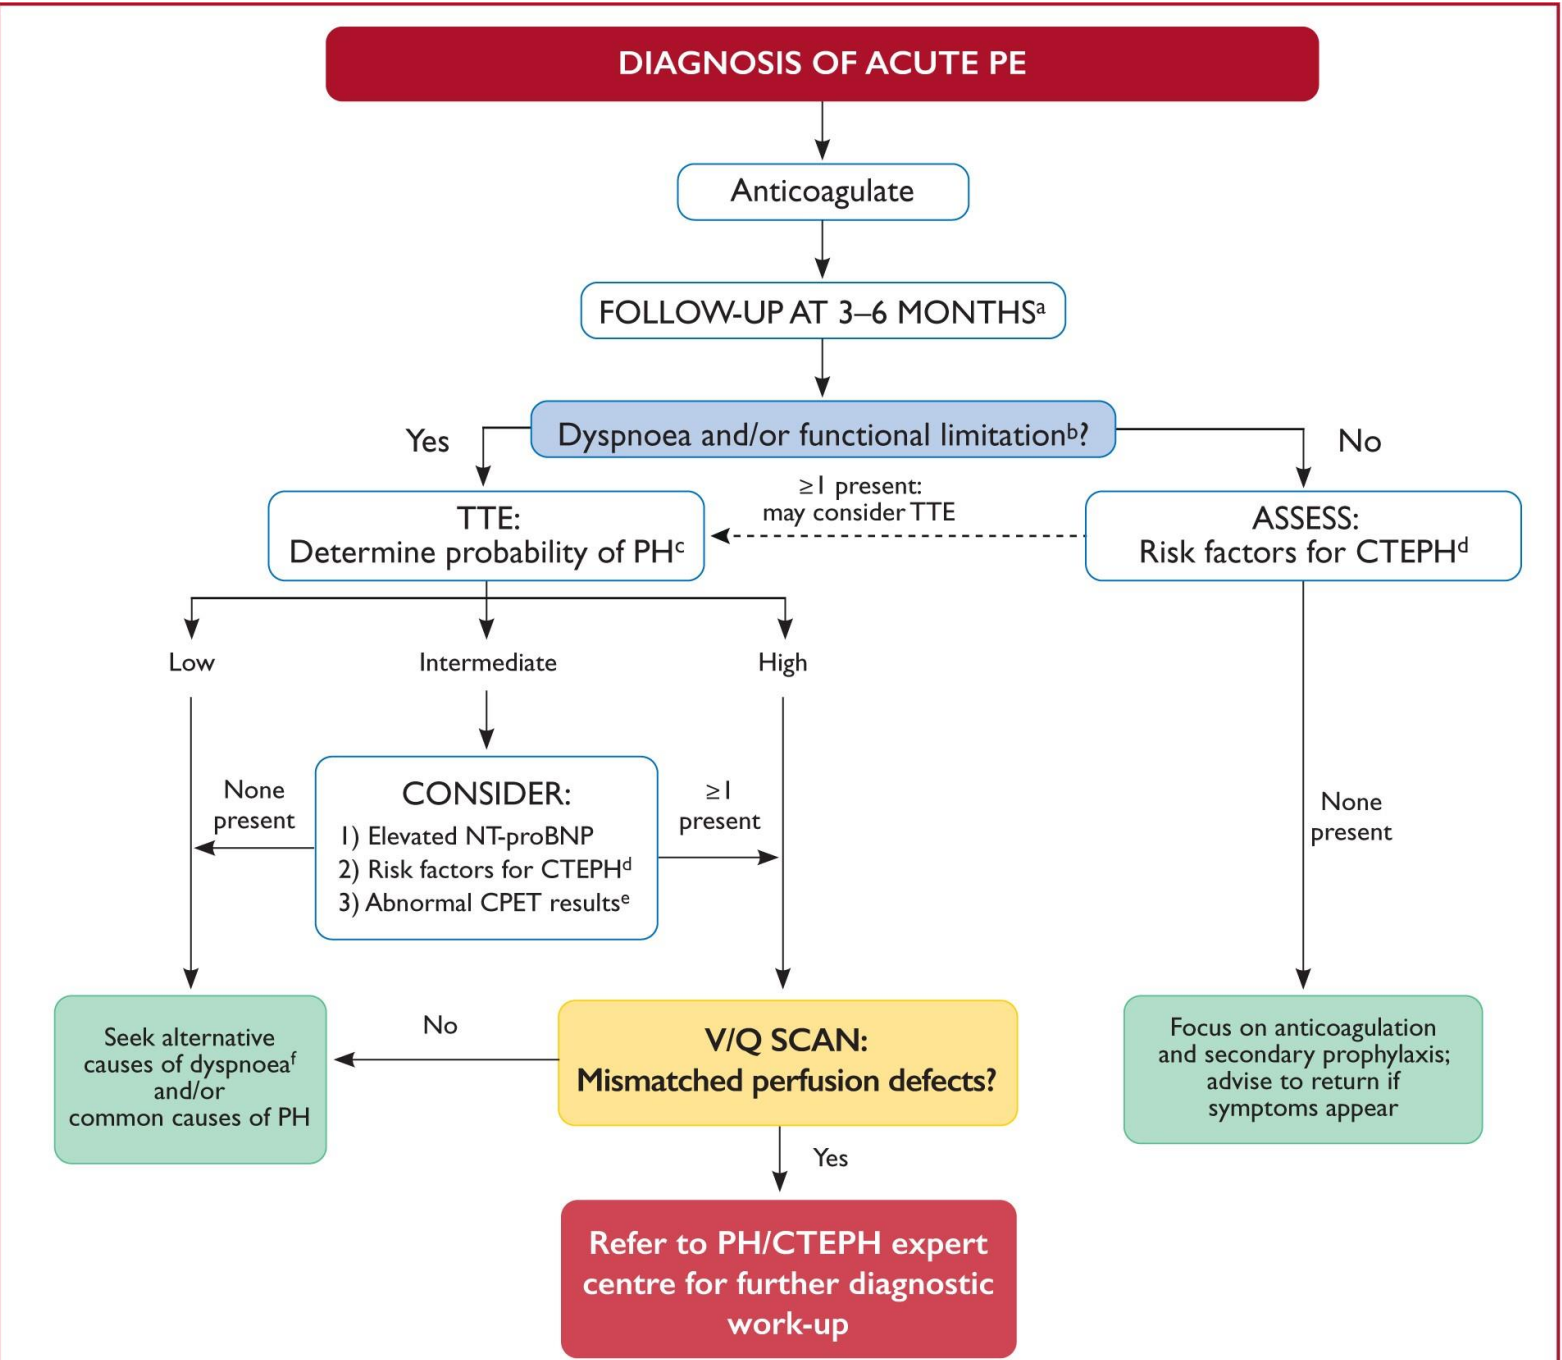 DIAGNOSIS OF ACUTE PE
Anticoagulate
FOLLOW-UP AT 3–6 MONTHSᵃ
Dyspnoea and/or functional limitationᵇ?
Yes
No
≥1 present:
may consider TTE
TTE:
Determine probability of PHᶜ
ASSESS:
Risk factors for CTEPHᵈ
Low
Intermediate
High
None
present
CONSIDER:
1) Elevated NT-proBNP
2) Risk factors for CTEPHᵈ
3) Abnormal CPET resultsᵉ
≥1
present
None
present
Seek alternative
causes of dyspnoeaᶠ
and/or
common causes of PH
No
V/Q SCAN:
Mismatched perfusion defects?
Focus on anticoagulation
and secondary prophylaxis;
advise to return if
symptoms appear
Yes
Refer to PH/CTEPH expert
centre for further diagnostic
work-up